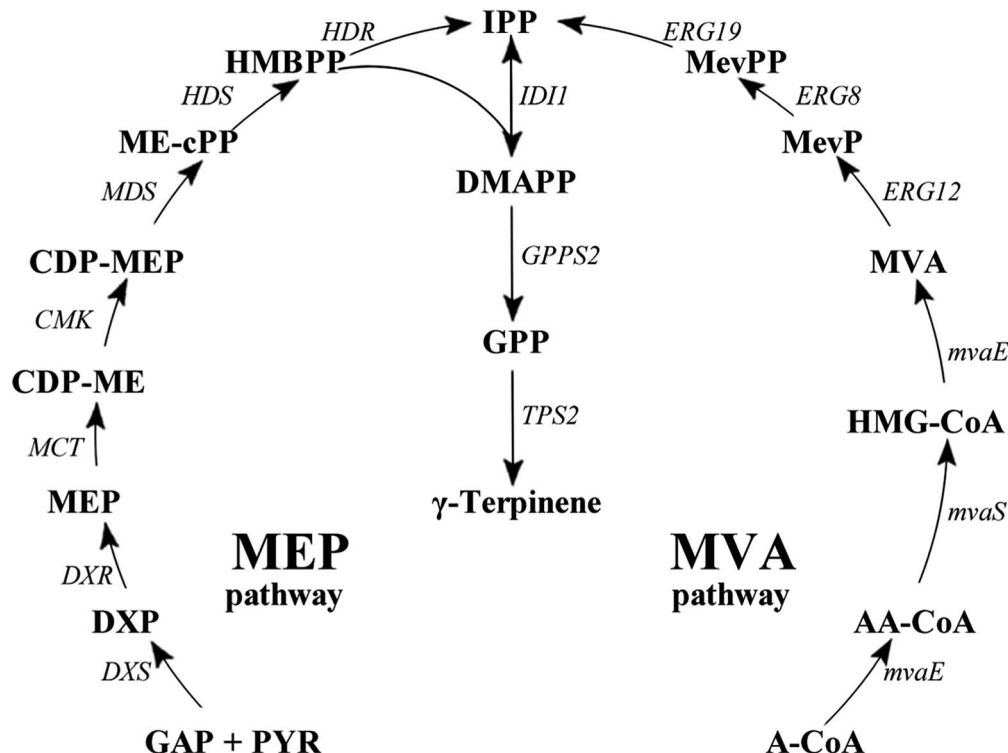 IPP
HDR
ERG19
HMBPP
MevPP
HDS
IDI1
ERG8
ME-cPP
MevP
MDS
DMAPP
ERG12
CDP-MEP
GPPS2
MVA
CMK
GPP
mvaE
CDP-ME
TPS2
HMG-CoA
MCT
MEP
γ-Terpinene
mvaS
MEP
pathway
MVA
pathway
DXR
DXP
AA-CoA
DXS
mvaE
GAP + PYR
A-CoA